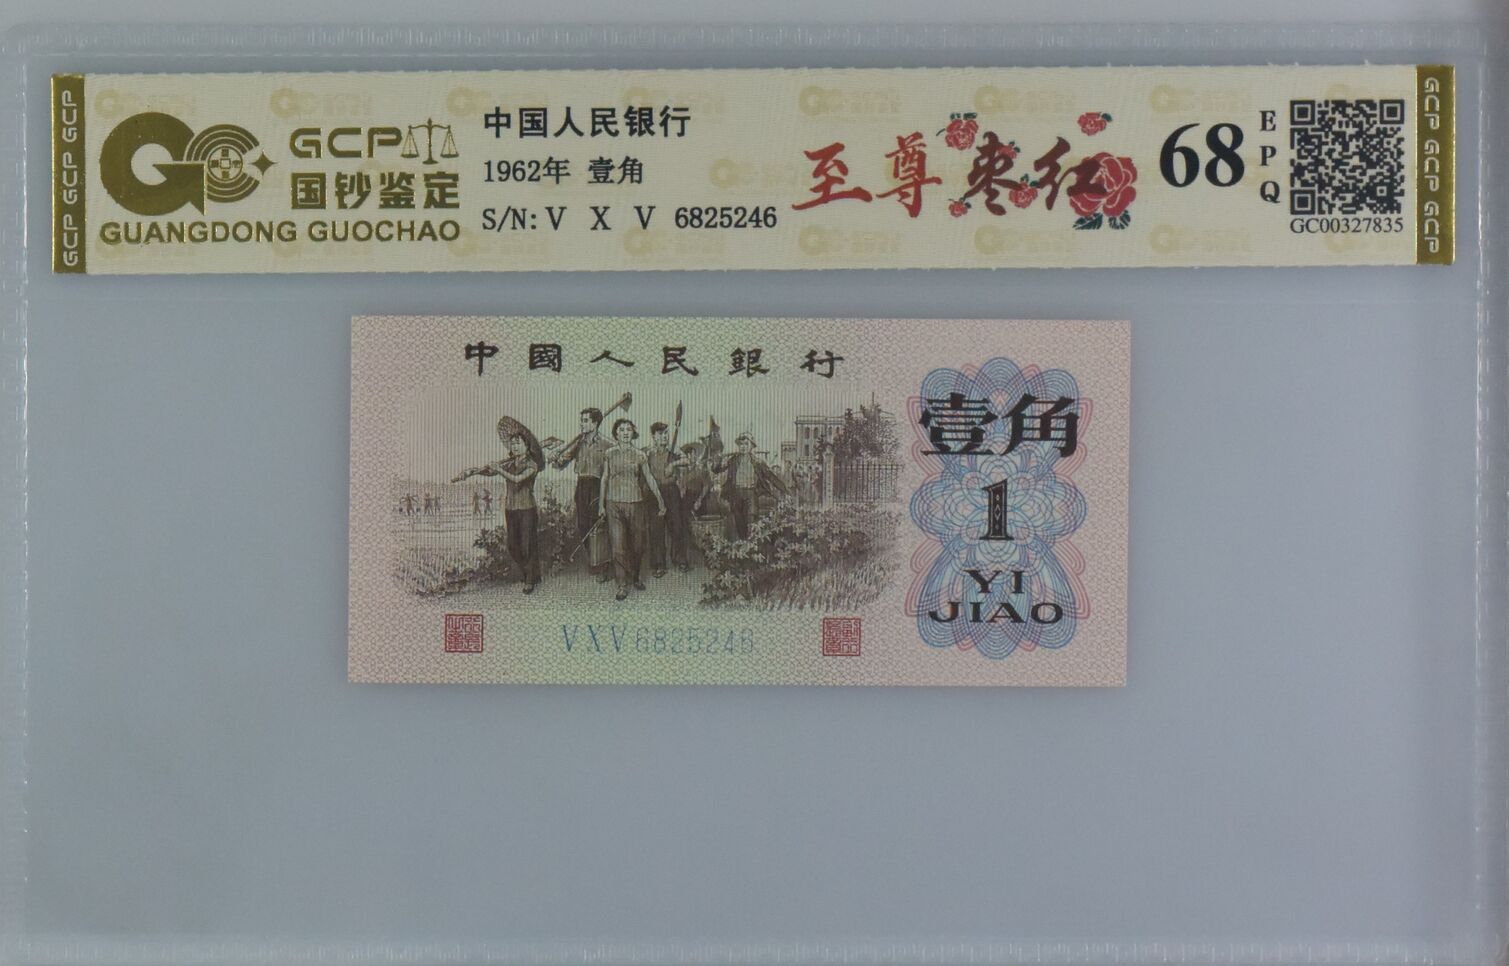 GCP GCP GCP
GCP
国钞鉴定
GUANGDONG GUOCHAO
中国人民银行
1962年 壹角
S/N: V X V 6825246
至尊枣红
68
EPQ
GC00327835
GCP GCP GCP
中國人民銀行
壹角
1
YI
JIAO
VXV6825246